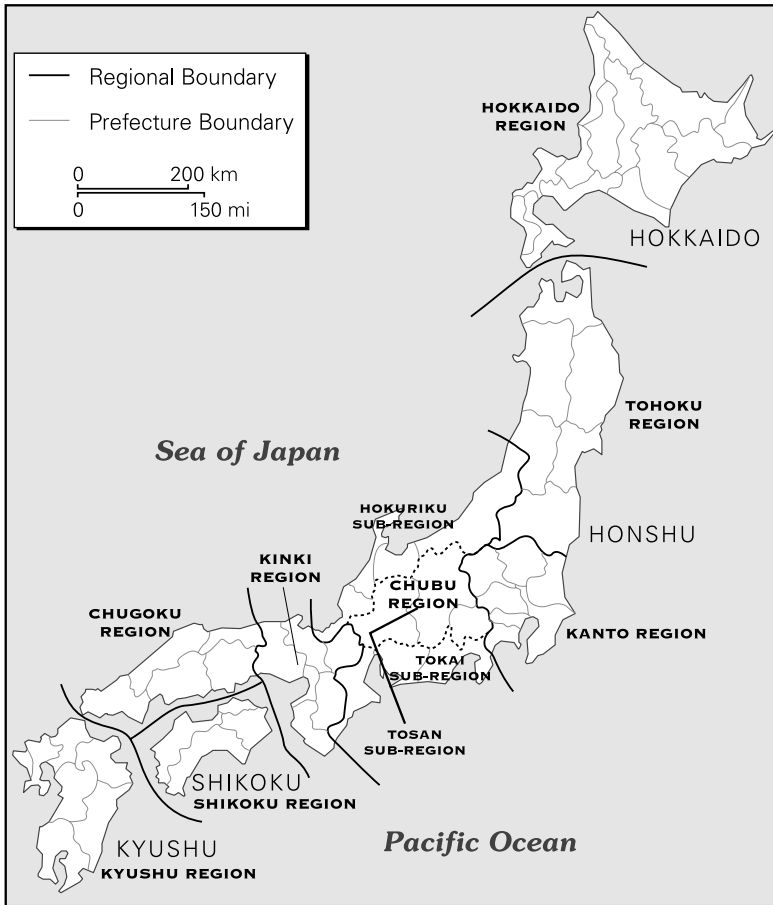 Regional Boundary
Prefecture Boundary
0 200 km
0 150 mi
HOKKAIDO
REGION
HOKKAIDO
TOHOKU
REGION
Sea of Japan
HOKURIKU
SUB-REGION
HONSHU
KINKI
REGION
CHUBU
REGION
CHUGOKU
REGION
KANTO REGION
TOKAI
SUB-REGION
TOSAN
SUB-REGION
SHIKOKU
SHIKOKU REGION
Pacific Ocean
KYUSHU
KYUSHU REGION